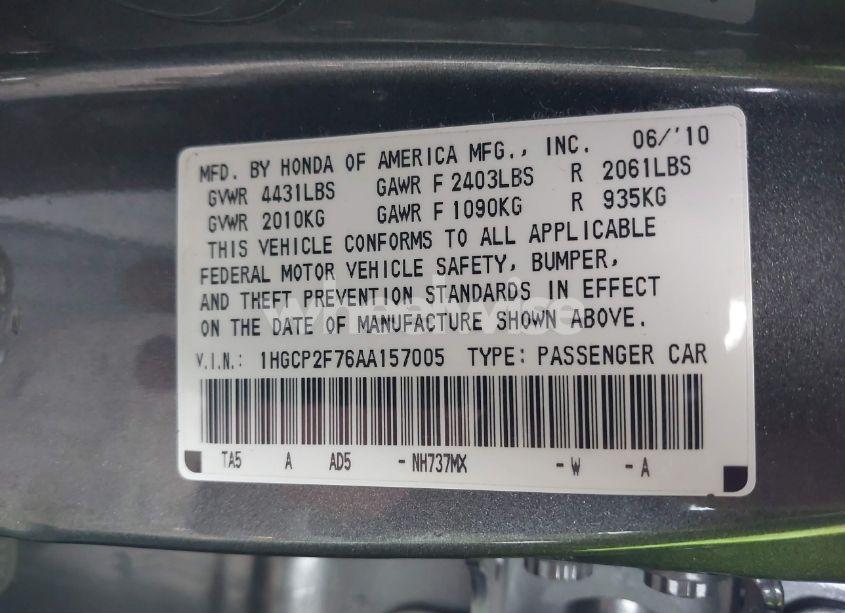 MFD. BY HONDA OF AMERICA MFG., INC. 06/'10
GVWR 4431LBS GAWR F 2403LBS R 2061LBS
GVWR 2010KG GAWR F 1090KG R 935KG
THIS VEHICLE CONFORMS TO ALL APPLICABLE
FEDERAL MOTOR VEHICLE SAFETY, BUMPER,
AND THEFT PREVENTION STANDARDS IN EFFECT
ON THE DATE OF MANUFACTURE SHOWN ABOVE.
V.I.N.: 1HGCP2F76AA157005 TYPE: PASSENGER CAR
TA5 A AD5 -NH737MX -W -A